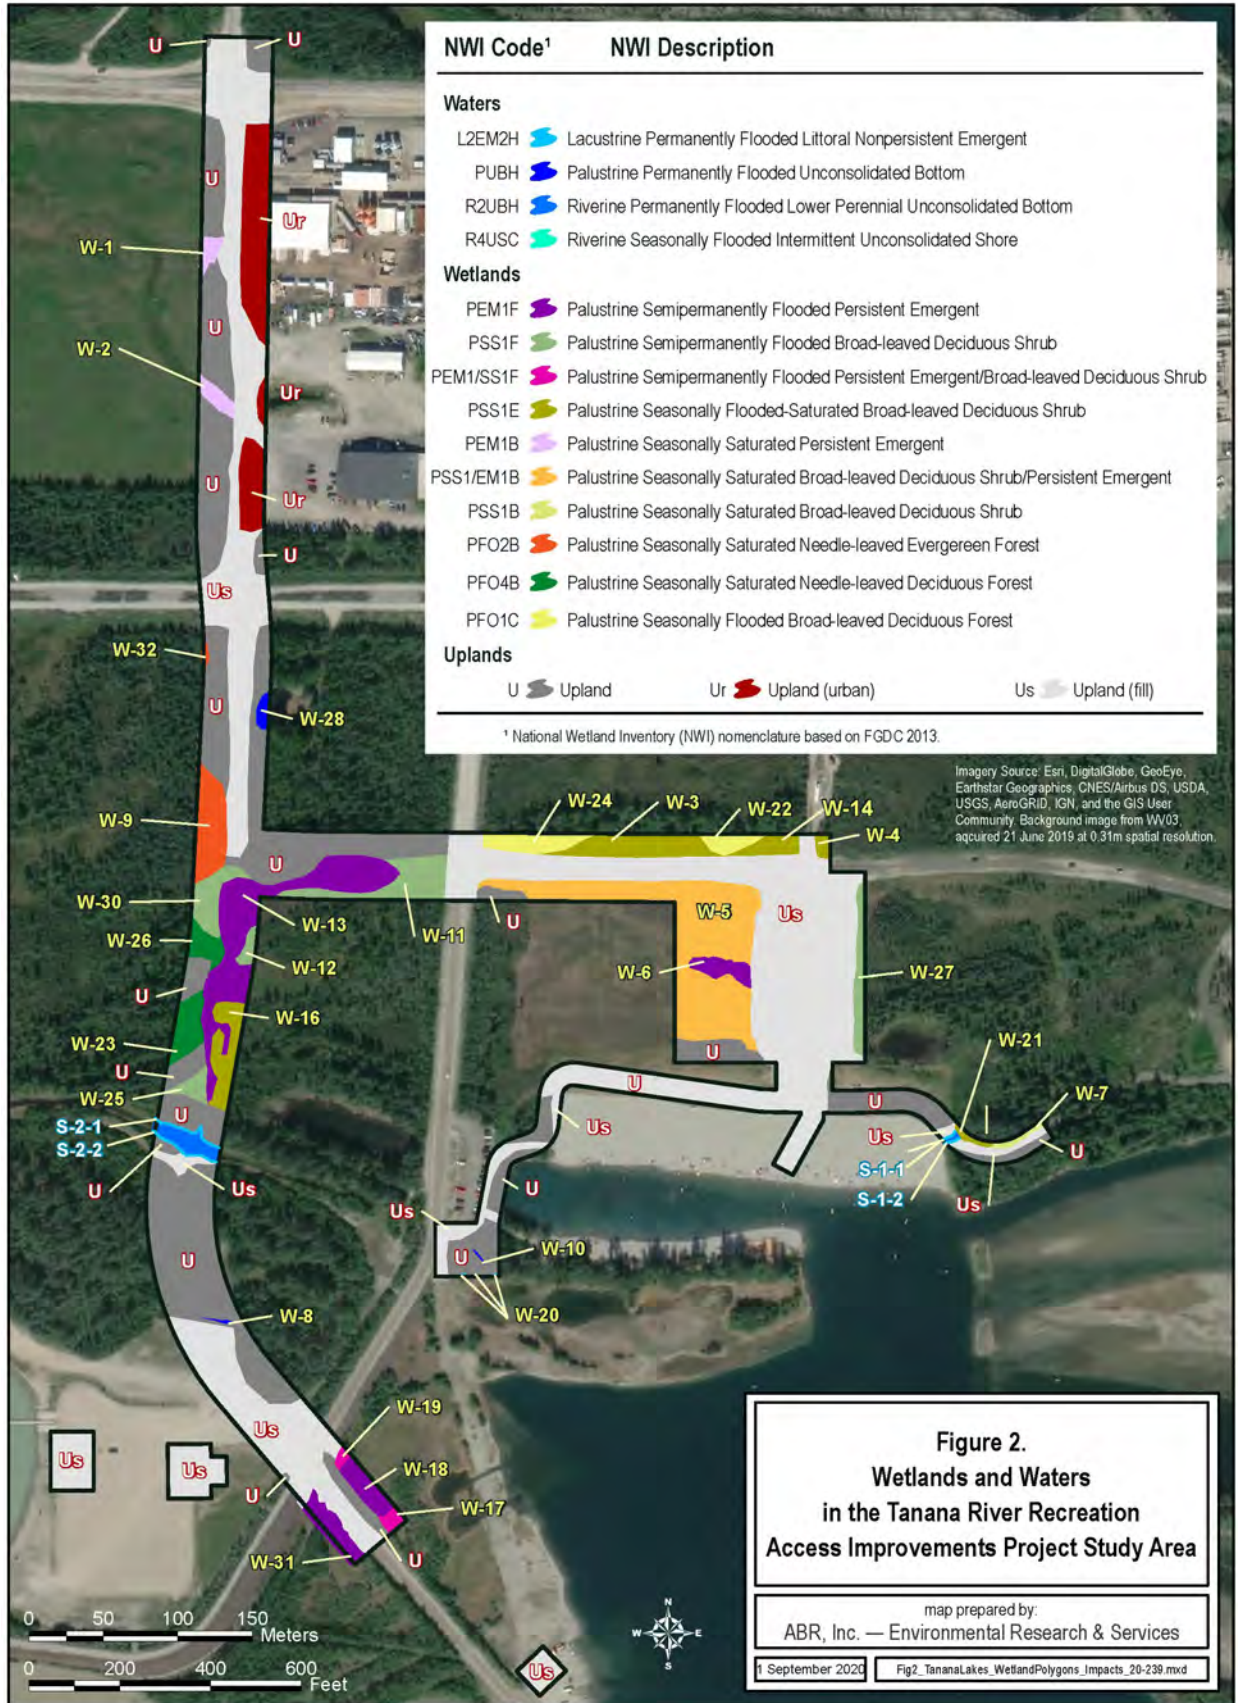 NWI Code¹ NWI Description
Waters
L2EM2H Lacustrine Permanently Flooded Littoral Nonpersistent Emergent
PUBH Palustrine Permanently Flooded Unconsolidated Bottom
R2UBH Riverine Permanently Flooded Lower Perennial Unconsolidated Bottom
R4USC Riverine Seasonally Flooded Intermittent Unconsolidated Shore
Wetlands
PEM1F Palustrine Semipermanently Flooded Persistent Emergent
PSS1F Palustrine Semipermanently Flooded Broad-leaved Deciduous Shrub
PEM1/SS1F Palustrine Semipermanently Flooded Persistent Emergent/Broad-leaved Deciduous Shrub
PSS1E Palustrine Seasonally Flooded-Saturated Broad-leaved Deciduous Shrub
PEM1B Palustrine Seasonally Saturated Persistent Emergent
PSS1/EM1B Palustrine Seasonally Saturated Broad-leaved Deciduous Shrub/Persistent Emergent
PSS1B Palustrine Seasonally Saturated Broad-leaved Deciduous Shrub
PFO2B Palustrine Seasonally Saturated Needle-leaved Evergereen Forest
PFO4B Palustrine Seasonally Saturated Needle-leaved Deciduous Forest
PFO1C Palustrine Seasonally Flooded Broad-leaved Deciduous Forest
Uplands
U Upland Ur Upland (urban) Us Upland (fill)
¹ National Wetland Inventory (NWI) nomenclature based on FGDC 2013.
Imagery Source: Esri, DigitalGlobe, GeoEye,
Earthstar Geographics, CNES/Airbus DS, USDA,
USGS, AeroGRID, IGN, and the GIS User
Community. Background image from WV03,
aqcuired 21 June 2019 at 0.31m spatial resolution.
U
U
U
Ur
W-1
U
W-2
Ur
U
Ur
U
Us
W-32
U
W-28
W-9
W-24
W-3
W-22
W-14
W-4
U
W-30
W-13
W-11
U
W-5
Us
W-26
W-12
W-6
W-27
U
W-16
W-23
U
W-25
U
U
U
W-21
W-7
S-2-1
S-2-2
U
Us
Us
U
Us
U
S-1-1
S-1-2
Us
U
Us
U
W-10
W-20
U
W-8
Us
W-19
W-18
W-17
U
U
W-31
Us
Us
Us
0 50 100 150
Meters
0 200 400 600
Feet
N
W E
S
Figure 2.
Wetlands and Waters
in the Tanana River Recreation
Access Improvements Project Study Area
map prepared by:
ABR, Inc. — Environmental Research & Services
1 September 2020 Fig2_TananaLakes_WetlandPolygons_Impacts_20-239.mxd